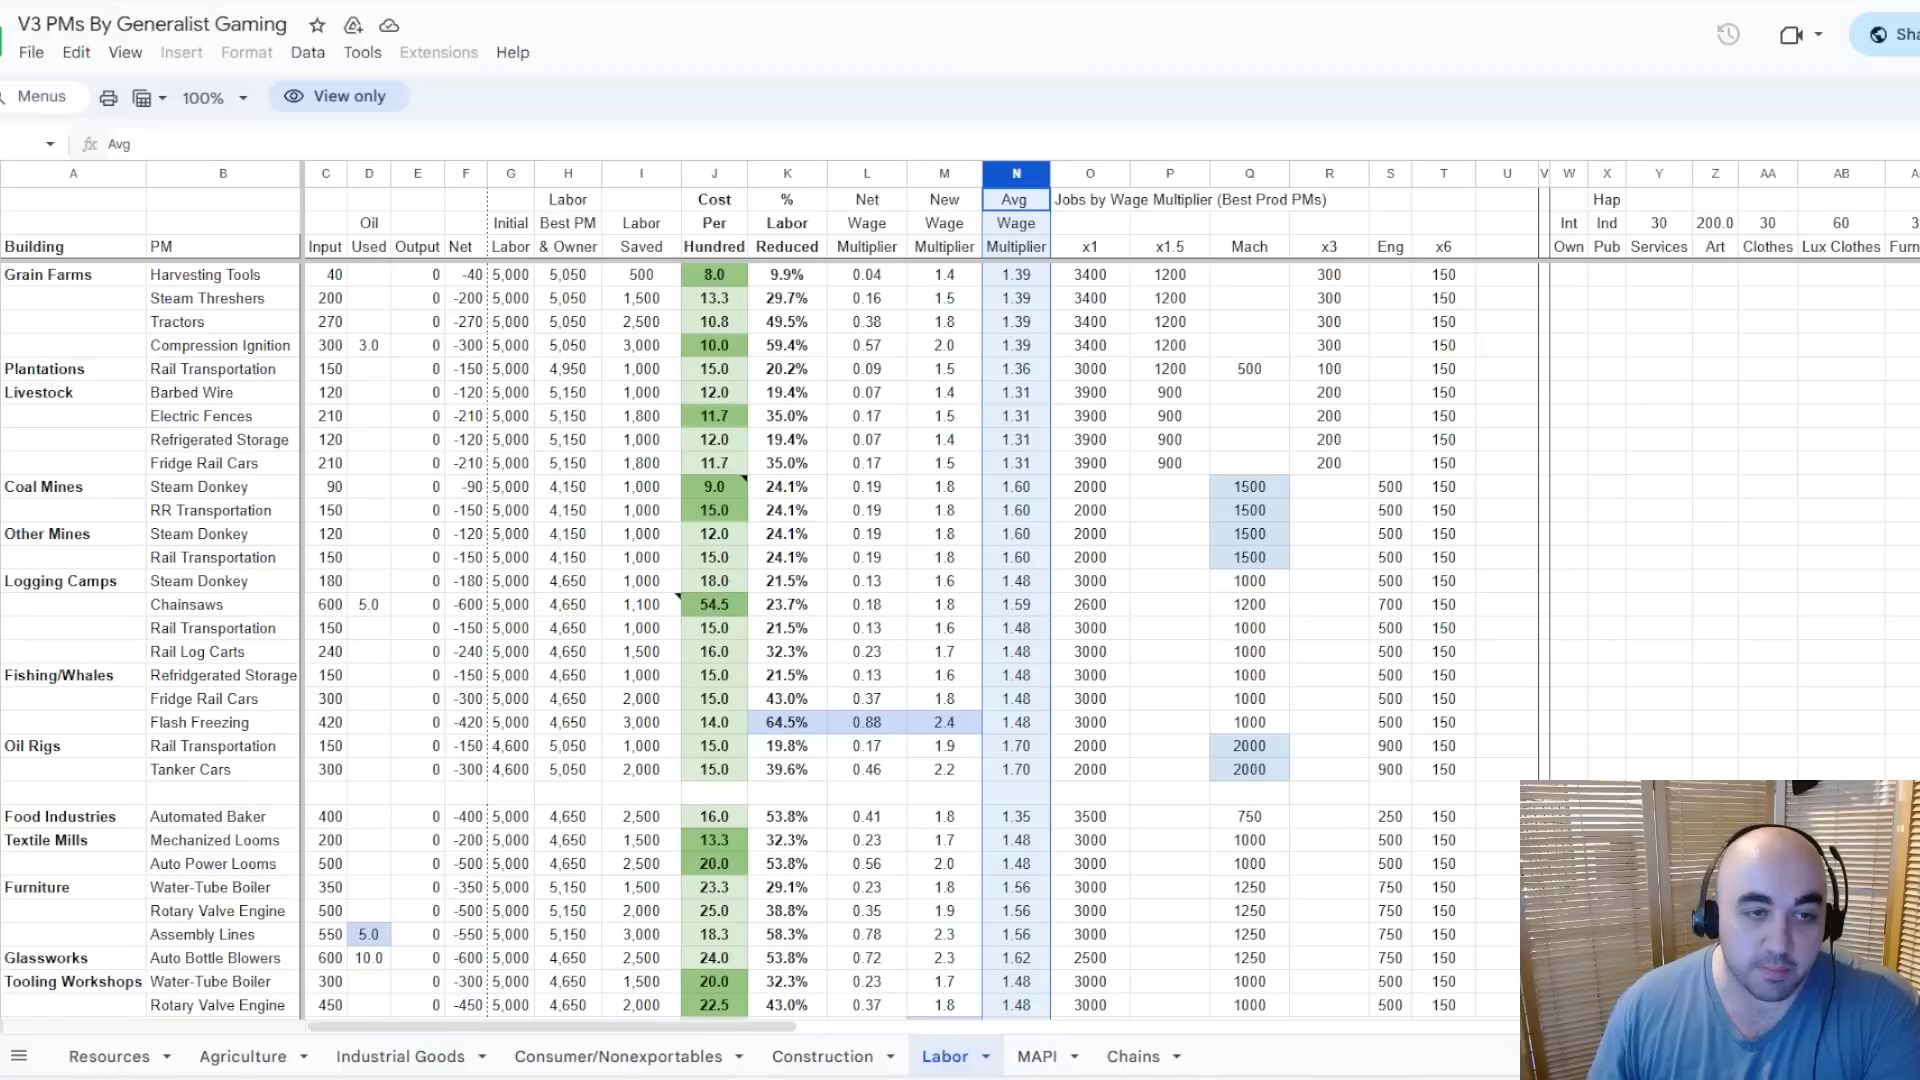 V3 PMs By Generalist Gaming
File Edit View Insert Format Data Tools Extensions Help
Menus 100% View only
fx Avg
A B C D E F G H I J K L M N O P Q R S T U V W X Y Z AA AB
Labor Cost % Net New Avg Jobs by Wage Multiplier (Best Prod PMs) Hap
Oil Initial Best PM Labor Per Labor Wage Wage Wage Int Ind 30 200.0 30 60
Building PM Input Used Output Net Labor & Owner Saved Hundred Reduced Multiplier Multiplier Multiplier x1 x1.5 Mach x3 Eng x6 Own Pub Services Art Clothes Lux Clothes
Grain Farms Harvesting Tools 40 0 -40 5,000 5,050 500 8.0 9.9% 0.04 1.4 1.39 3400 1200 300 150
Steam Threshers 200 0 -200 5,000 5,050 1,500 13.3 29.7% 0.16 1.5 1.39 3400 1200 300 150
Tractors 270 0 -270 5,000 5,050 2,500 10.8 49.5% 0.38 1.8 1.39 3400 1200 300 150
Compression Ignition 300 3.0 0 -300 5,000 5,050 3,000 10.0 59.4% 0.57 2.0 1.39 3400 1200 300 150
Plantations Rail Transportation 150 0 -150 5,000 4,950 1,000 15.0 20.2% 0.09 1.5 1.36 3000 1200 500 100 150
Livestock Barbed Wire 120 0 -120 5,000 5,150 1,000 12.0 19.4% 0.07 1.4 1.31 3900 900 200 150
Electric Fences 210 0 -210 5,000 5,150 1,800 11.7 35.0% 0.17 1.5 1.31 3900 900 200 150
Refrigerated Storage 120 0 -120 5,000 5,150 1,000 12.0 19.4% 0.07 1.4 1.31 3900 900 200 150
Fridge Rail Cars 210 0 -210 5,000 5,150 1,800 11.7 35.0% 0.17 1.5 1.31 3900 900 200 150
Coal Mines Steam Donkey 90 0 -90 5,000 4,150 1,000 9.0 24.1% 0.19 1.8 1.60 2000 1500 500 150
RR Transportation 150 0 -150 5,000 4,150 1,000 15.0 24.1% 0.19 1.8 1.60 2000 1500 500 150
Other Mines Steam Donkey 120 0 -120 5,000 4,150 1,000 12.0 24.1% 0.19 1.8 1.60 2000 1500 500 150
Rail Transportation 150 0 -150 5,000 4,150 1,000 15.0 24.1% 0.19 1.8 1.60 2000 1500 500 150
Logging Camps Steam Donkey 180 0 -180 5,000 4,650 1,000 18.0 21.5% 0.13 1.6 1.48 3000 1000 500 150
Chainsaws 600 5.0 0 -600 5,000 4,650 1,100 54.5 23.7% 0.18 1.8 1.59 2600 1200 700 150
Rail Transportation 150 0 -150 5,000 4,650 1,000 15.0 21.5% 0.13 1.6 1.48 3000 1000 500 150
Rail Log Carts 240 0 -240 5,000 4,650 1,500 16.0 32.3% 0.23 1.7 1.48 3000 1000 500 150
Fishing/Whales Refridgerated Storage 150 0 -150 5,000 4,650 1,000 15.0 21.5% 0.13 1.6 1.48 3000 1000 500 150
Fridge Rail Cars 300 0 -300 5,000 4,650 2,000 15.0 43.0% 0.37 1.8 1.48 3000 1000 500 150
Flash Freezing 420 0 -420 5,000 4,650 3,000 14.0 64.5% 0.88 2.4 1.48 3000 1000 500 150
Oil Rigs Rail Transportation 150 0 -150 4,600 5,050 1,000 15.0 19.8% 0.17 1.9 1.70 2000 2000 900 150
Tanker Cars 300 0 -300 4,600 5,050 2,000 15.0 39.6% 0.46 2.2 1.70 2000 2000 900 150
Food Industries Automated Baker 400 0 -400 5,000 4,650 2,500 16.0 53.8% 0.41 1.8 1.35 3500 750 250 150
Textile Mills Mechanized Looms 200 0 -200 5,000 4,650 1,500 13.3 32.3% 0.23 1.7 1.48 3000 1000 500 150
Auto Power Looms 500 0 -500 5,000 4,650 2,500 20.0 53.8% 0.56 2.0 1.48 3000 1000 500 150
Furniture Water-Tube Boiler 350 0 -350 5,000 5,150 1,500 23.3 29.1% 0.23 1.8 1.56 3000 1250 750 150
Rotary Valve Engine 500 0 -500 5,000 5,150 2,000 25.0 38.8% 0.35 1.9 1.56 3000 1250 750 150
Assembly Lines 550 5.0 0 -550 5,000 5,150 3,000 18.3 58.3% 0.78 2.3 1.56 3000 1250 750 150
Glassworks Auto Bottle Blowers 600 10.0 0 -600 5,000 4,650 2,500 24.0 53.8% 0.72 2.3 1.62 2500 1250 750 150
Tooling Workshops Water-Tube Boiler 300 0 -300 5,000 4,650 1,500 20.0 32.3% 0.23 1.7 1.48 3000 1000 500 150
Rotary Valve Engine 450 0 -450 5,000 4,650 2,000 22.5 43.0% 0.37 1.8 1.48 3000 1000 500 150
Resources Agriculture Industrial Goods Consumer/Nonexportables Construction Labor MAPI Chains